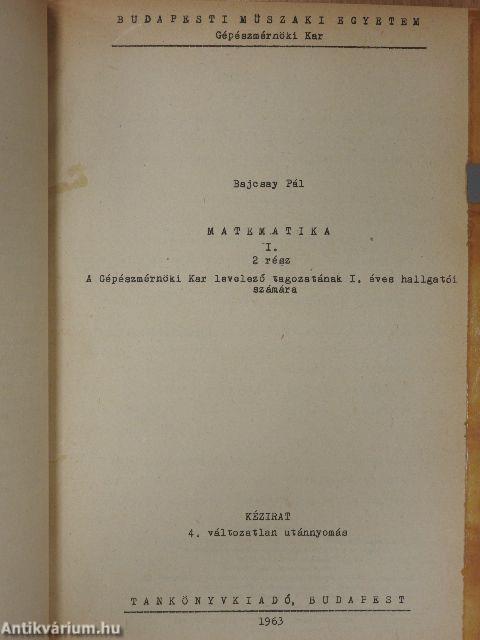 BUDAPESTI MŰSZAKI EGYETEM
Gépészmérnöki Kar
Bajcsay Pál
MATEMATIKA
I.
2 rész
A Gépészmérnöki Kar levelező tagozatának I. éves hallgatói
számára
KÉZIRAT
4. változatlan utánnyomás
TANKÖNYVKIADÓ, BUDAPEST
1963
Antikvárium.hu